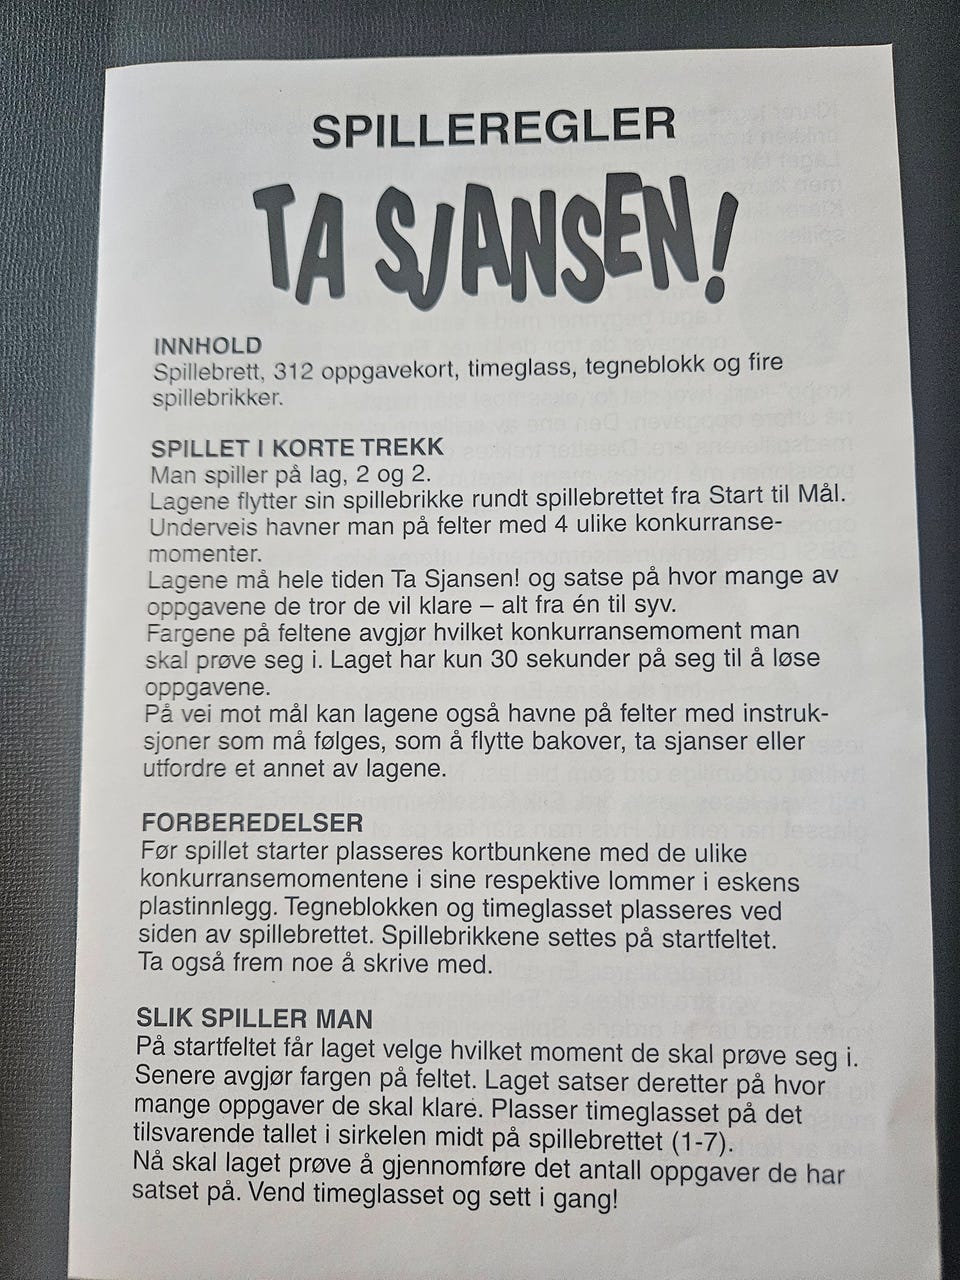 SPILLEREGLER
TA SJANSEN!
INNHOLD
Spillebrett, 312 oppgavekort, timeglass, tegneblokk og fire
spillebrikker.
SPILLET I KORTE TREKK
Man spiller på lag, 2 og 2.
Lagene flytter sin spillebrikke rundt spillebrettet fra Start til Mål.
Underveis havner man på felter med 4 ulike konkurranse-
momenter.
Lagene må hele tiden Ta Sjansen! og satse på hvor mange av
oppgavene de tror de vil klare – alt fra én til syv.
Fargene på feltene avgjør hvilket konkurransemoment man
skal prøve seg i. Laget har kun 30 sekunder på seg til å løse
oppgavene.
På vei mot mål kan lagene også havne på felter med instruk-
sjoner som må følges, som å flytte bakover, ta sjanser eller
utfordre et annet av lagene.
FORBEREDELSER
Før spillet starter plasseres kortbunkene med de ulike
konkurransemomentene i sine respektive lommer i eskens
plastinnlegg. Tegneblokken og timeglasset plasseres ved
siden av spillebrettet. Spillebrikkene settes på startfeltet.
Ta også frem noe å skrive med.
SLIK SPILLER MAN
På startfeltet får laget velge hvilket moment de skal prøve seg i.
Senere avgjør fargen på feltet. Laget satser deretter på hvor
mange oppgaver de skal klare. Plasser timeglasset på det
tilsvarende tallet i sirkelen midt på spillebrettet (1-7).
Nå skal laget prøve å gjennomføre det antall oppgaver de har
satset på. Vend timeglasset og sett i gang!